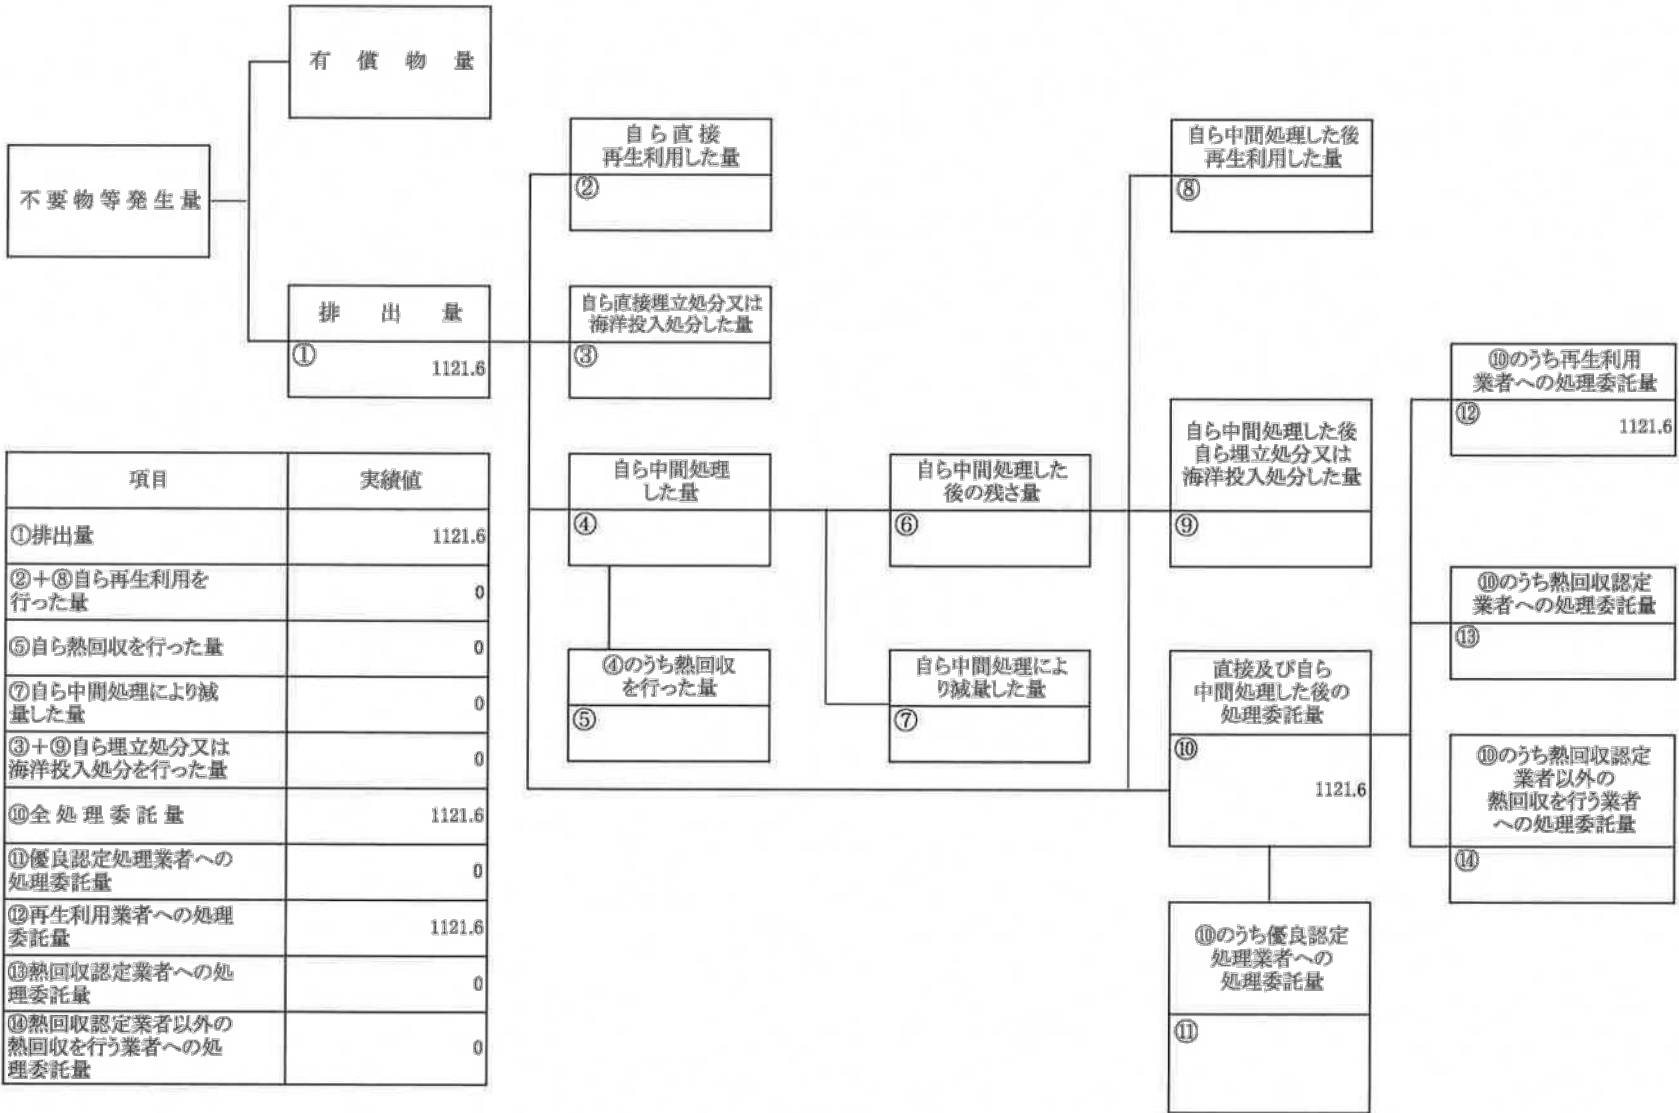 有償物量
不要物等発生量
排出量
①
1121.6
自ら直接
再生利用した量
②
自ら直接埋立処分又は
海洋投入処分した量
③
自ら中間処理
した量
④
④のうち熱回収
を行った量
⑤
自ら中間処理した
後の残さ量
⑥
自ら中間処理によ
り減量した量
⑦
自ら中間処理した後
再生利用した量
⑧
自ら中間処理した後
自ら埋立処分又は
海洋投入処分した量
⑨
直接及び自ら
中間処理した後の
処理委託量
⑩
1121.6
⑩のうち優良認定
処理業者への
処理委託量
⑪
⑩のうち再生利用
業者への処理委託量
⑫
1121.6
⑩のうち熱回収認定
業者への処理委託量
⑬
⑩のうち熱回収認定
業者以外の
熱回収を行う業者
への処理委託量
⑭
項目 実績値
①排出量 1121.6
②+⑧自ら再生利用を
行った量 0
⑤自ら熱回収を行った量 0
⑦自ら中間処理により減
量した量 0
③+⑨自ら埋立処分又は
海洋投入処分を行った量 0
⑩全処理委託量 1121.6
⑪優良認定処理業者への
処理委託量 0
⑫再生利用業者への処理
委託量 1121.6
⑬熱回収認定業者への処
理委託量 0
⑭熱回収認定業者以外の
熱回収を行う業者への処
理委託量 0